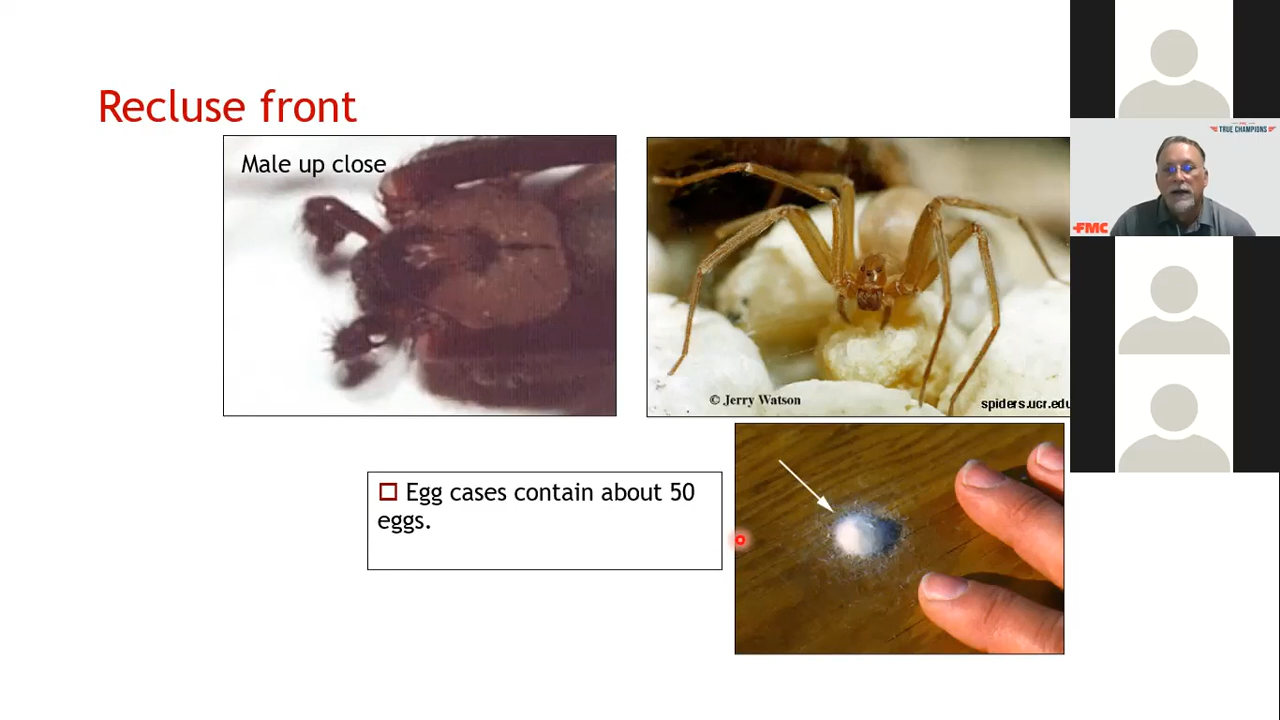 Recluse front
Male up close
© Jerry Watson
spiders.ucr.edu
Egg cases contain about 50
eggs.
TRUE CHAMPIONS
FMC